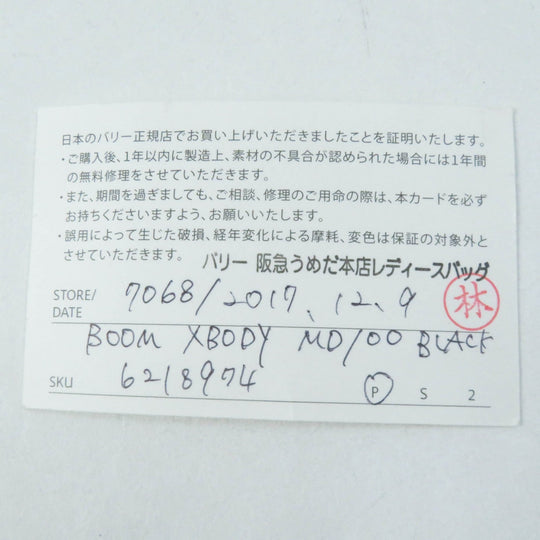 日本のバリー正規店でお買い上げいただきましたことを証明いたします。
・ご購入後、1年以内に製造上、素材の不具合が認められた場合には1年間
の無料修理をさせていただきます。
・また、期間を過ぎましても、ご相談、修理のご用命の際は、本カードを必ず
お持ちくださいますよう、お願いいたします。
・誤用によって生じた破損、経年変化による摩耗、変色は保証の対象外と
させていただきます。
バリー 阪急うめだ本店レディースバッグ
STORE/
DATE 7068/2017.12.9 林
BOOM XBODY MD/00 BLACK
SKU 6218974 P S 2